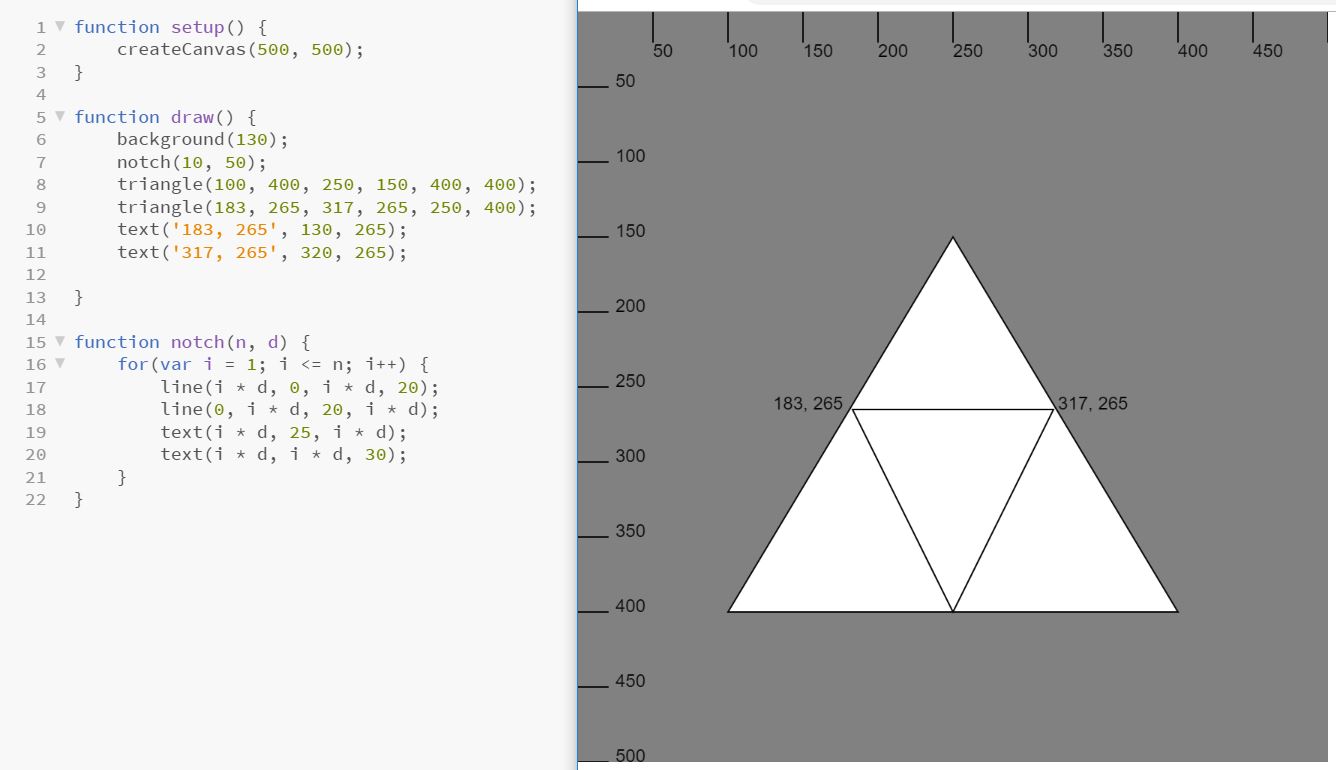 1 function setup() {
2 createCanvas(500, 500);
3 }
4
5 function draw() {
6 background(130);
7 notch(10, 50);
8 triangle(100, 400, 250, 150, 400, 400);
9 triangle(183, 265, 317, 265, 250, 400);
10 text('183, 265', 130, 265);
11 text('317, 265', 320, 265);
12
13 }
14
15 function notch(n, d) {
16 for(var i = 1; i <= n; i++) {
17 line(i * d, 0, i * d, 20);
18 line(0, i * d, 20, i * d);
19 text(i * d, 25, i * d);
20 text(i * d, i * d, 30);
21 }
22 }
50 100 150 200 250 300 350 400 450
50
100
150
200
250
183, 265 317, 265
300
350
400
450
500